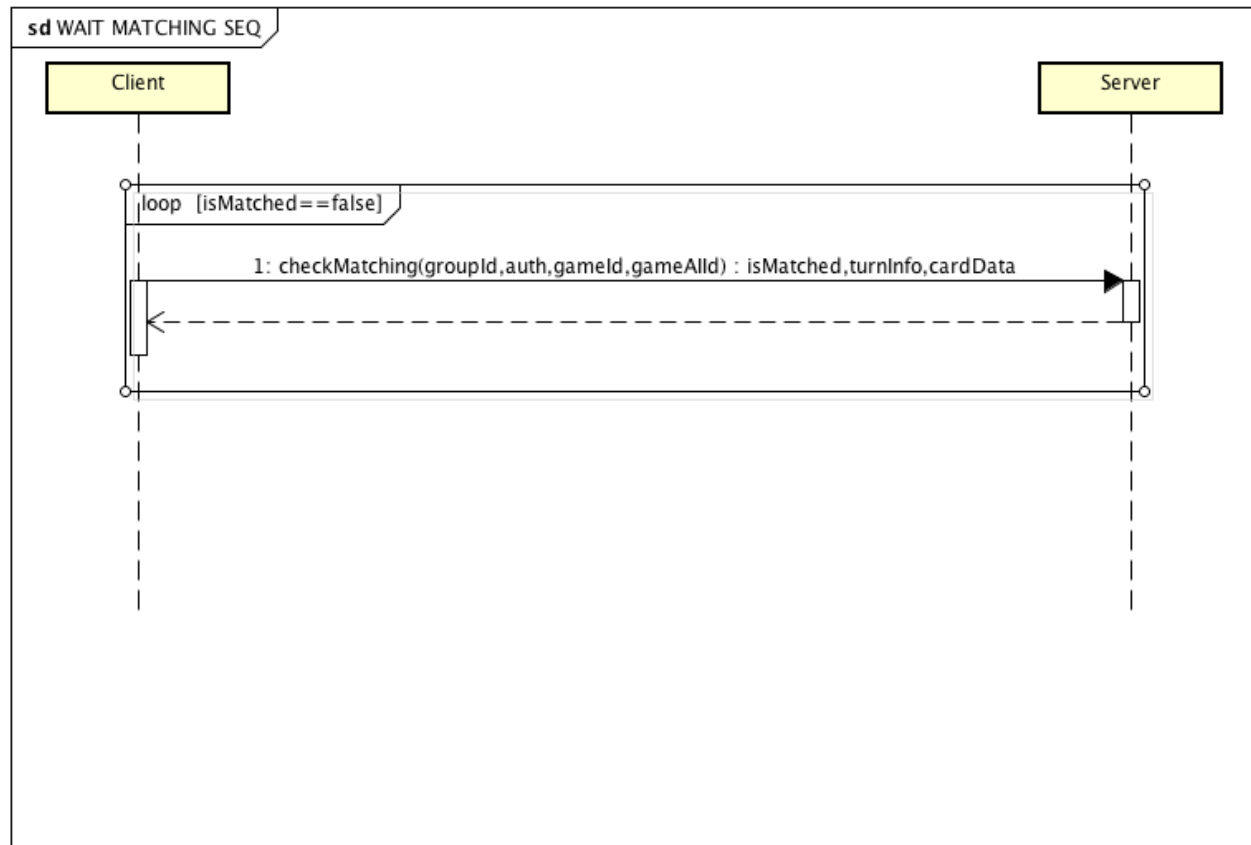 sd WAIT MATCHING SEQ
Client
Server
loop [isMatched==false]
1: checkMatching(groupId,auth,gameId,gameAIId) : isMatched,turnInfo,cardData